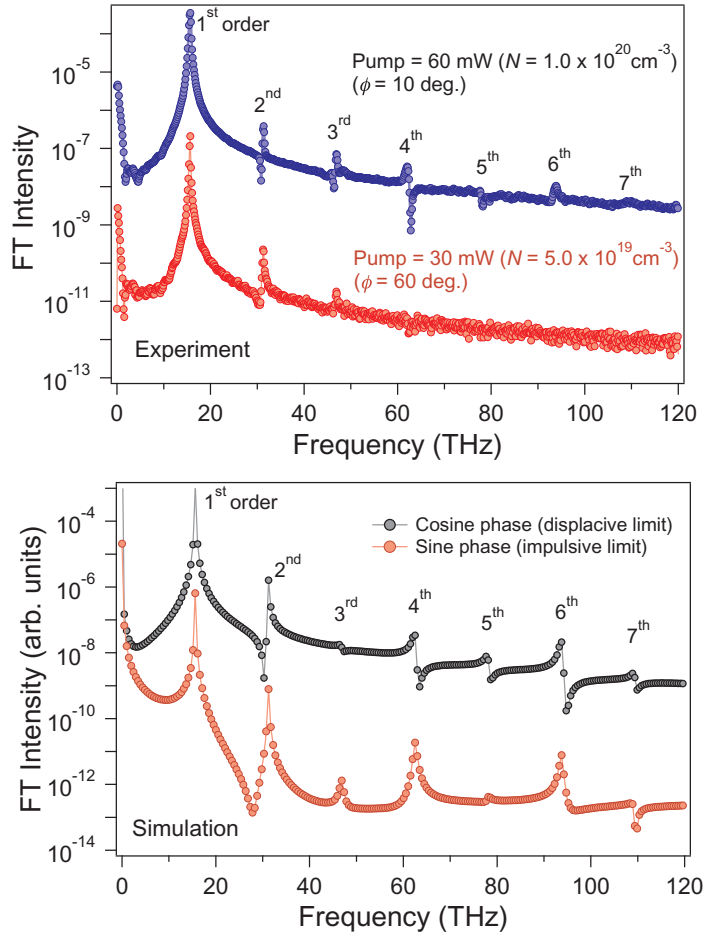 1st order
Pump = 60 mW (N = 1.0 x 10^20 cm^-3)
(ϕ = 10 deg.)
2nd
3rd
4th
5th
6th
7th
Pump = 30 mW (N = 5.0 x 10^19 cm^-3)
(ϕ = 60 deg.)
Experiment
FT Intensity
10^-5
10^-7
10^-9
10^-11
10^-13
0 20 40 60 80 100 120
Frequency (THz)
1st order
Cosine phase (displacive limit)
Sine phase (impulsive limit)
2nd
3rd
4th
5th
6th
7th
Simulation
FT Intensity (arb. units)
10^-4
10^-6
10^-8
10^-10
10^-12
10^-14
0 20 40 60 80 100 120
Frequency (THz)